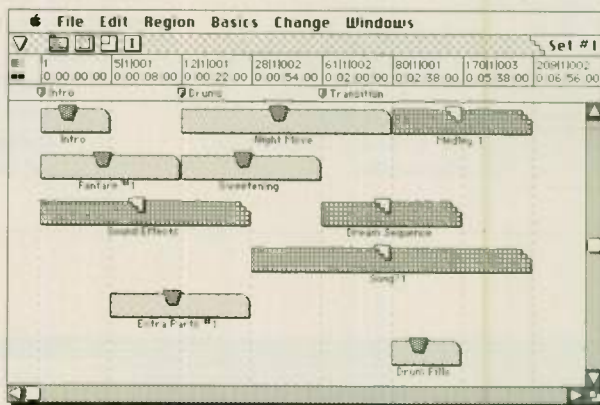 File Edit Region Basics Change Windows
Set #1
1 5|1|001 12|1|001 28|1|002 61|1|002 80|1|001 170|1|003 209|1|002
0 00 00 00 0 00 08 00 0 00 22 00 0 00 54 00 0 02 00 00 0 02 38 00 0 05 38 00 0 06 56 00
Intro Drums Transition
Intro Night Move Medley 1
Fanfare #1 Sweetening
Sound Effects Dream Sequence
Song 1
Extra Parts #1
Drum Fills